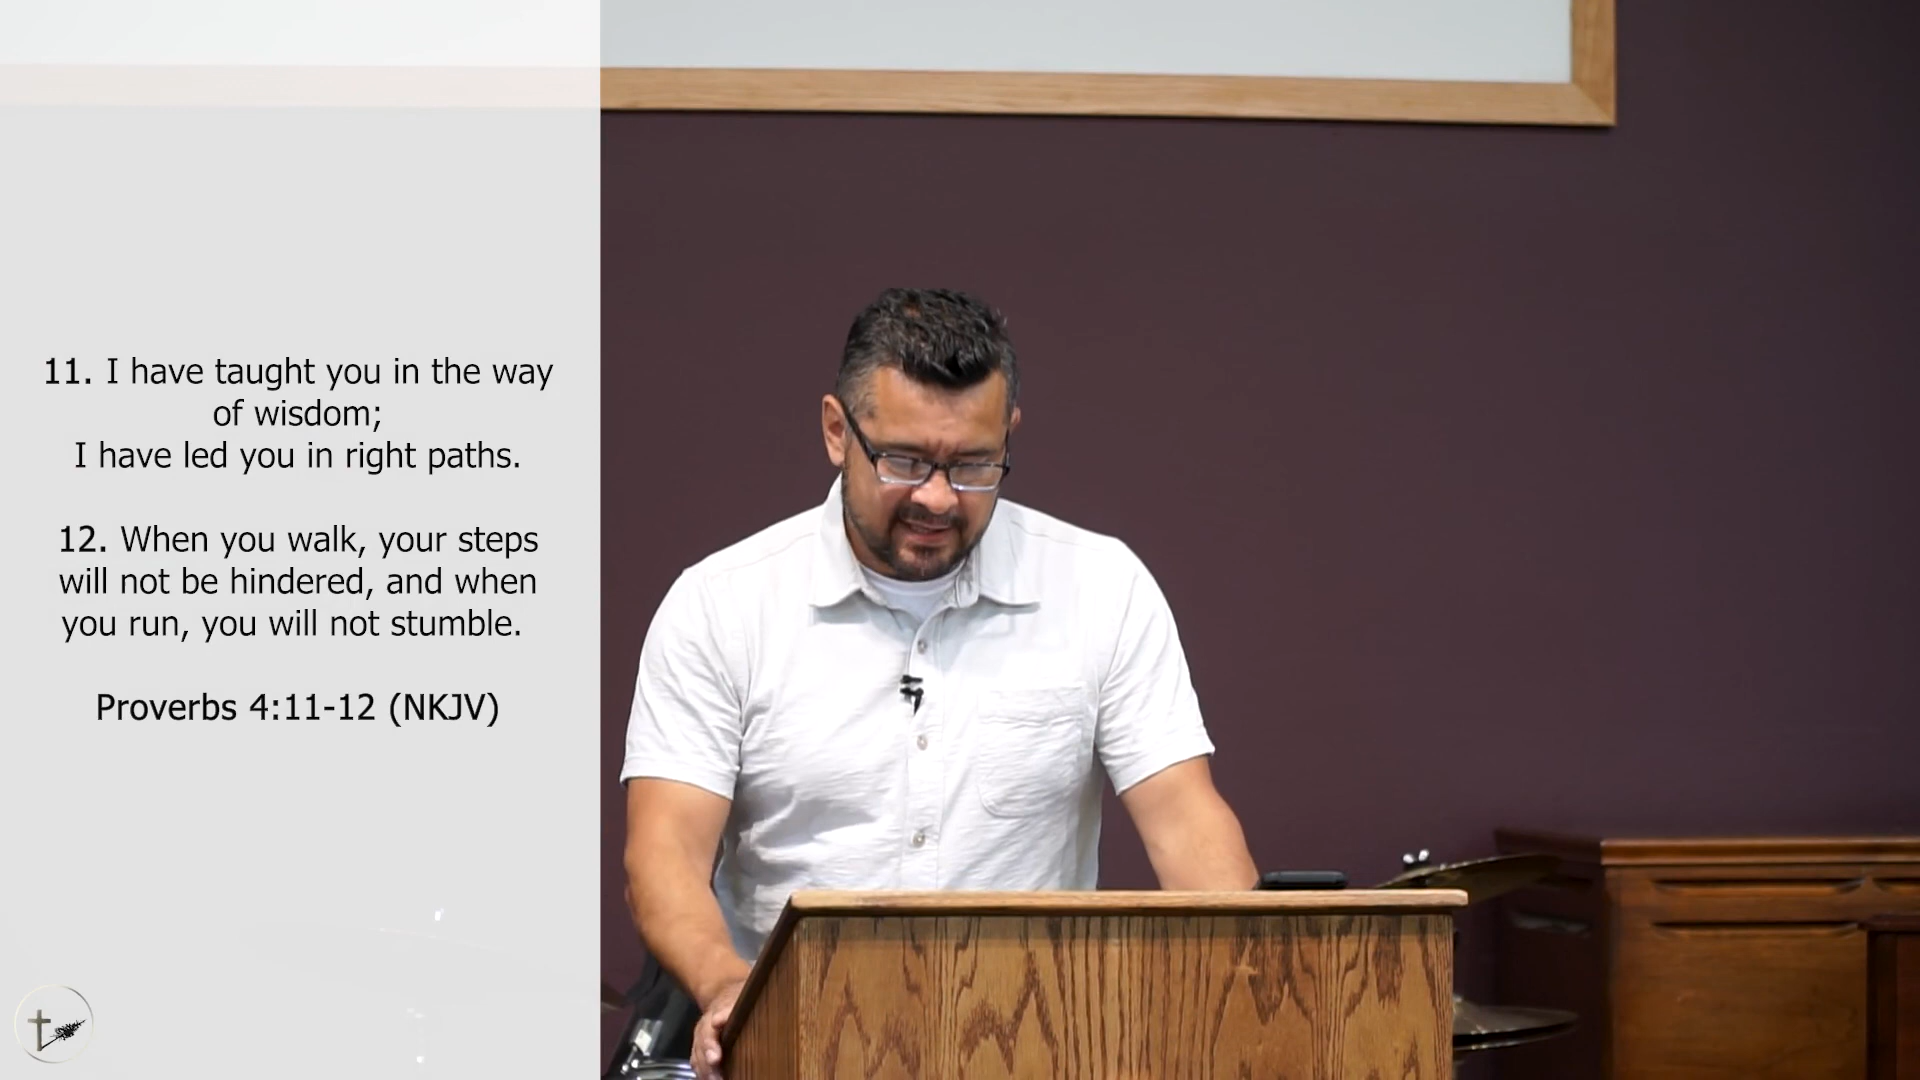 11. I have taught you in the way
of wisdom;
I have led you in right paths.
12. When you walk, your steps
will not be hindered, and when
you run, you will not stumble.
Proverbs 4:11-12 (NKJV)